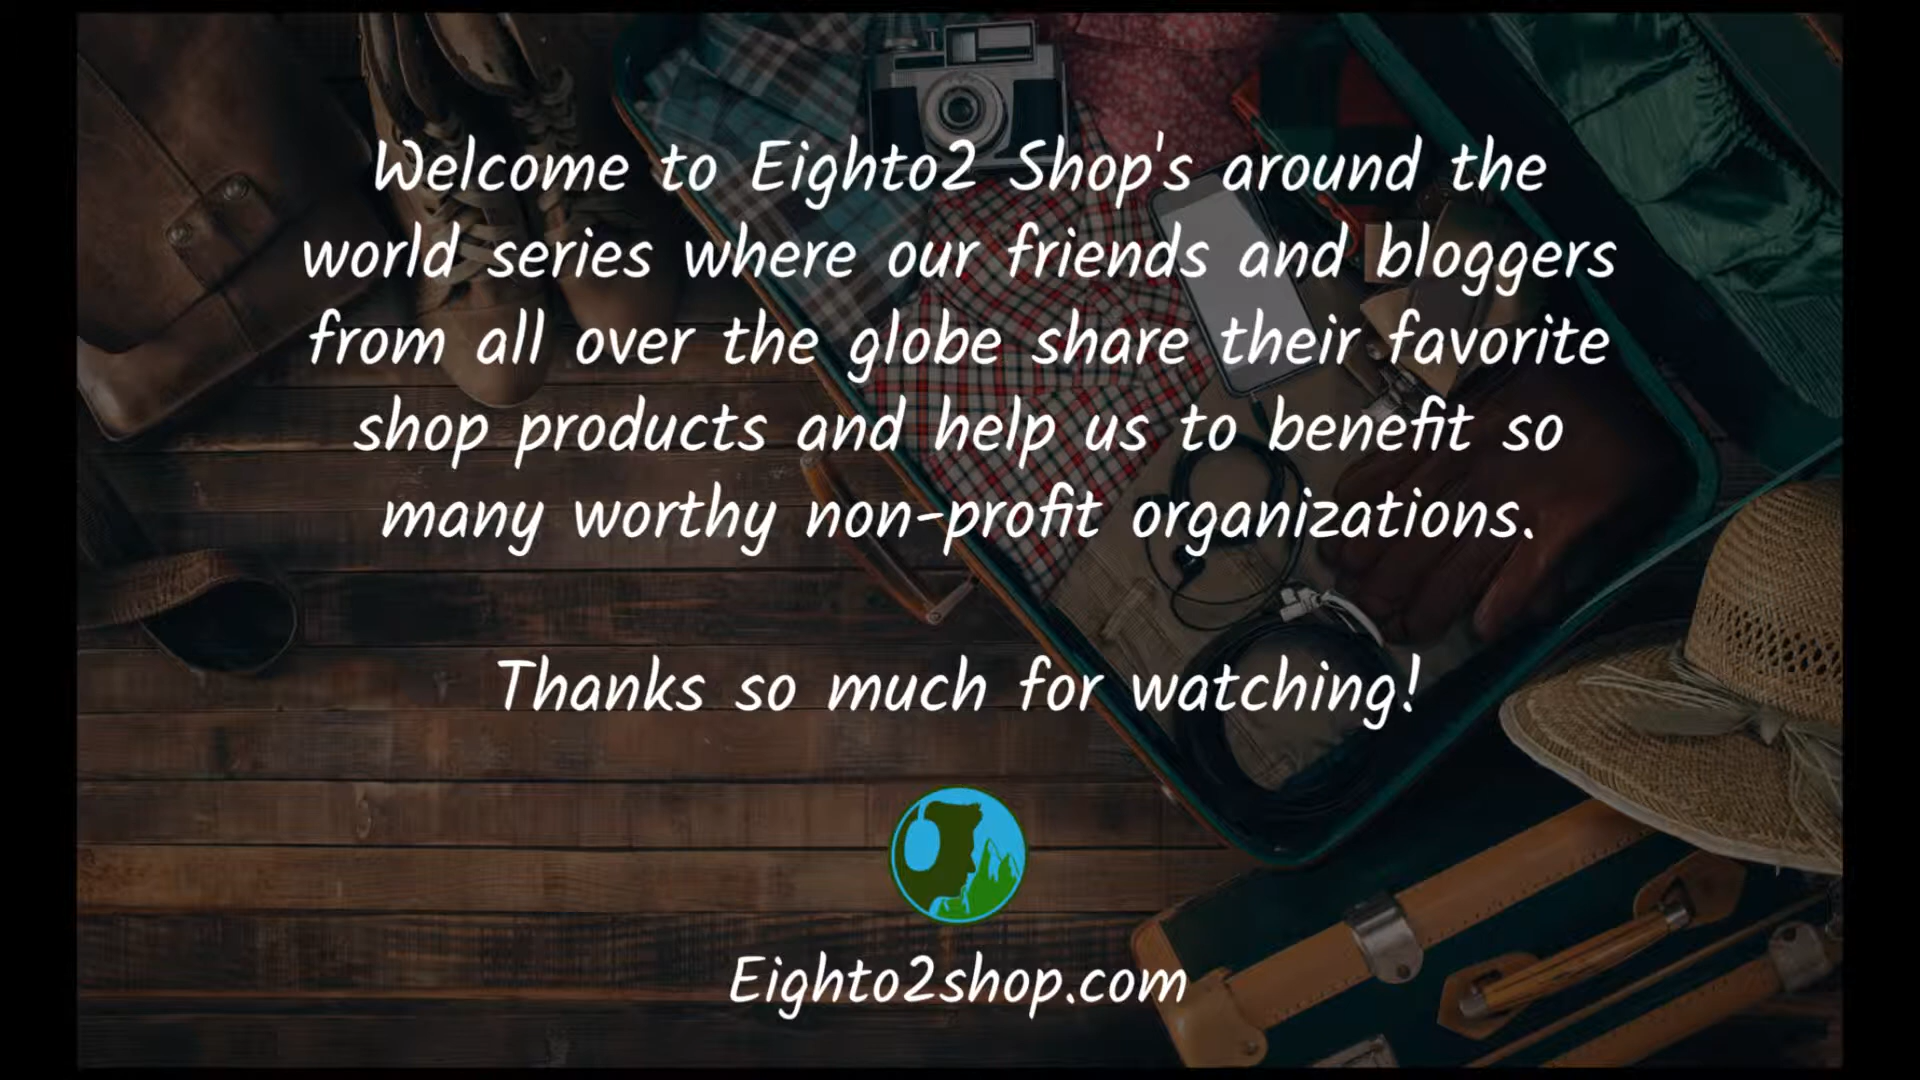 Welcome to Eighto2 Shop's around the
world series where our friends and bloggers
from all over the globe share their favorite
shop products and help us to benefit so
many worthy non-profit organizations.
Thanks so much for watching!
Eighto2shop.com